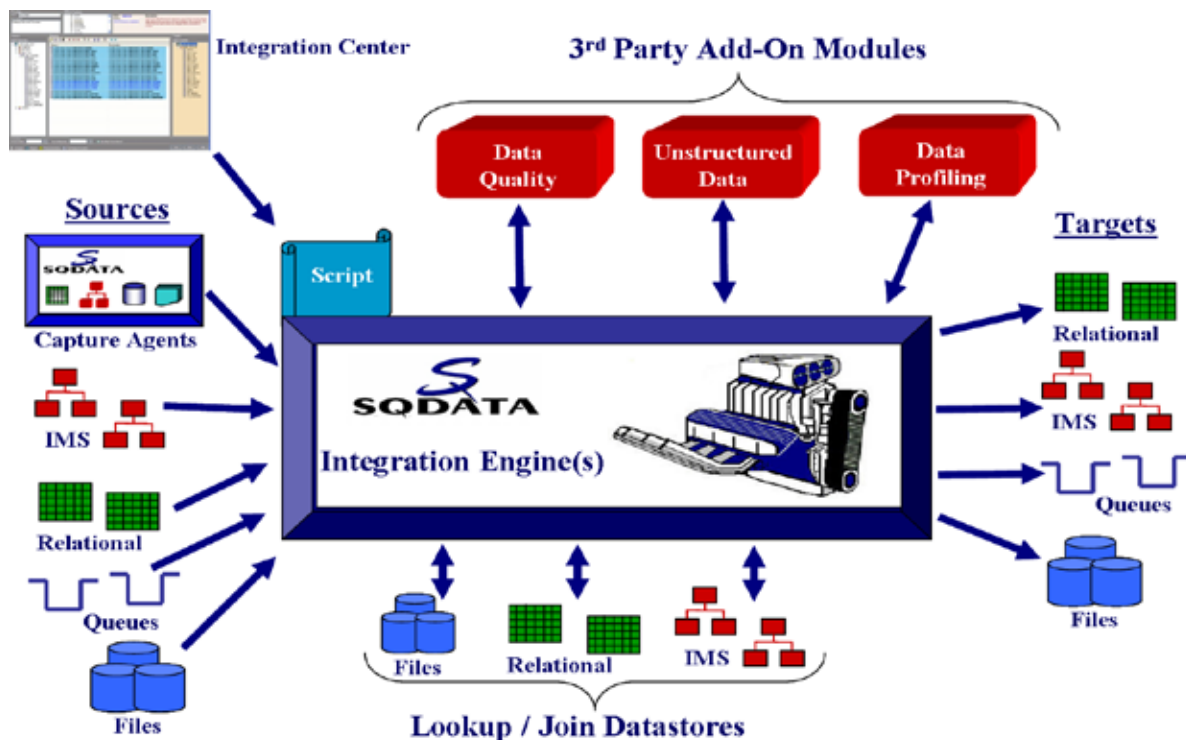 Integration Center
3rd Party Add-On Modules
Data
Quality
Unstructured
Data
Data
Profiling
Sources
SQDATA
Capture Agents
IMS
Relational
Queues
Files
Script
SQDATA
Integration Engine(s)
Targets
Relational
IMS
Queues
Files
Files
Relational
IMS
Lookup / Join Datastores